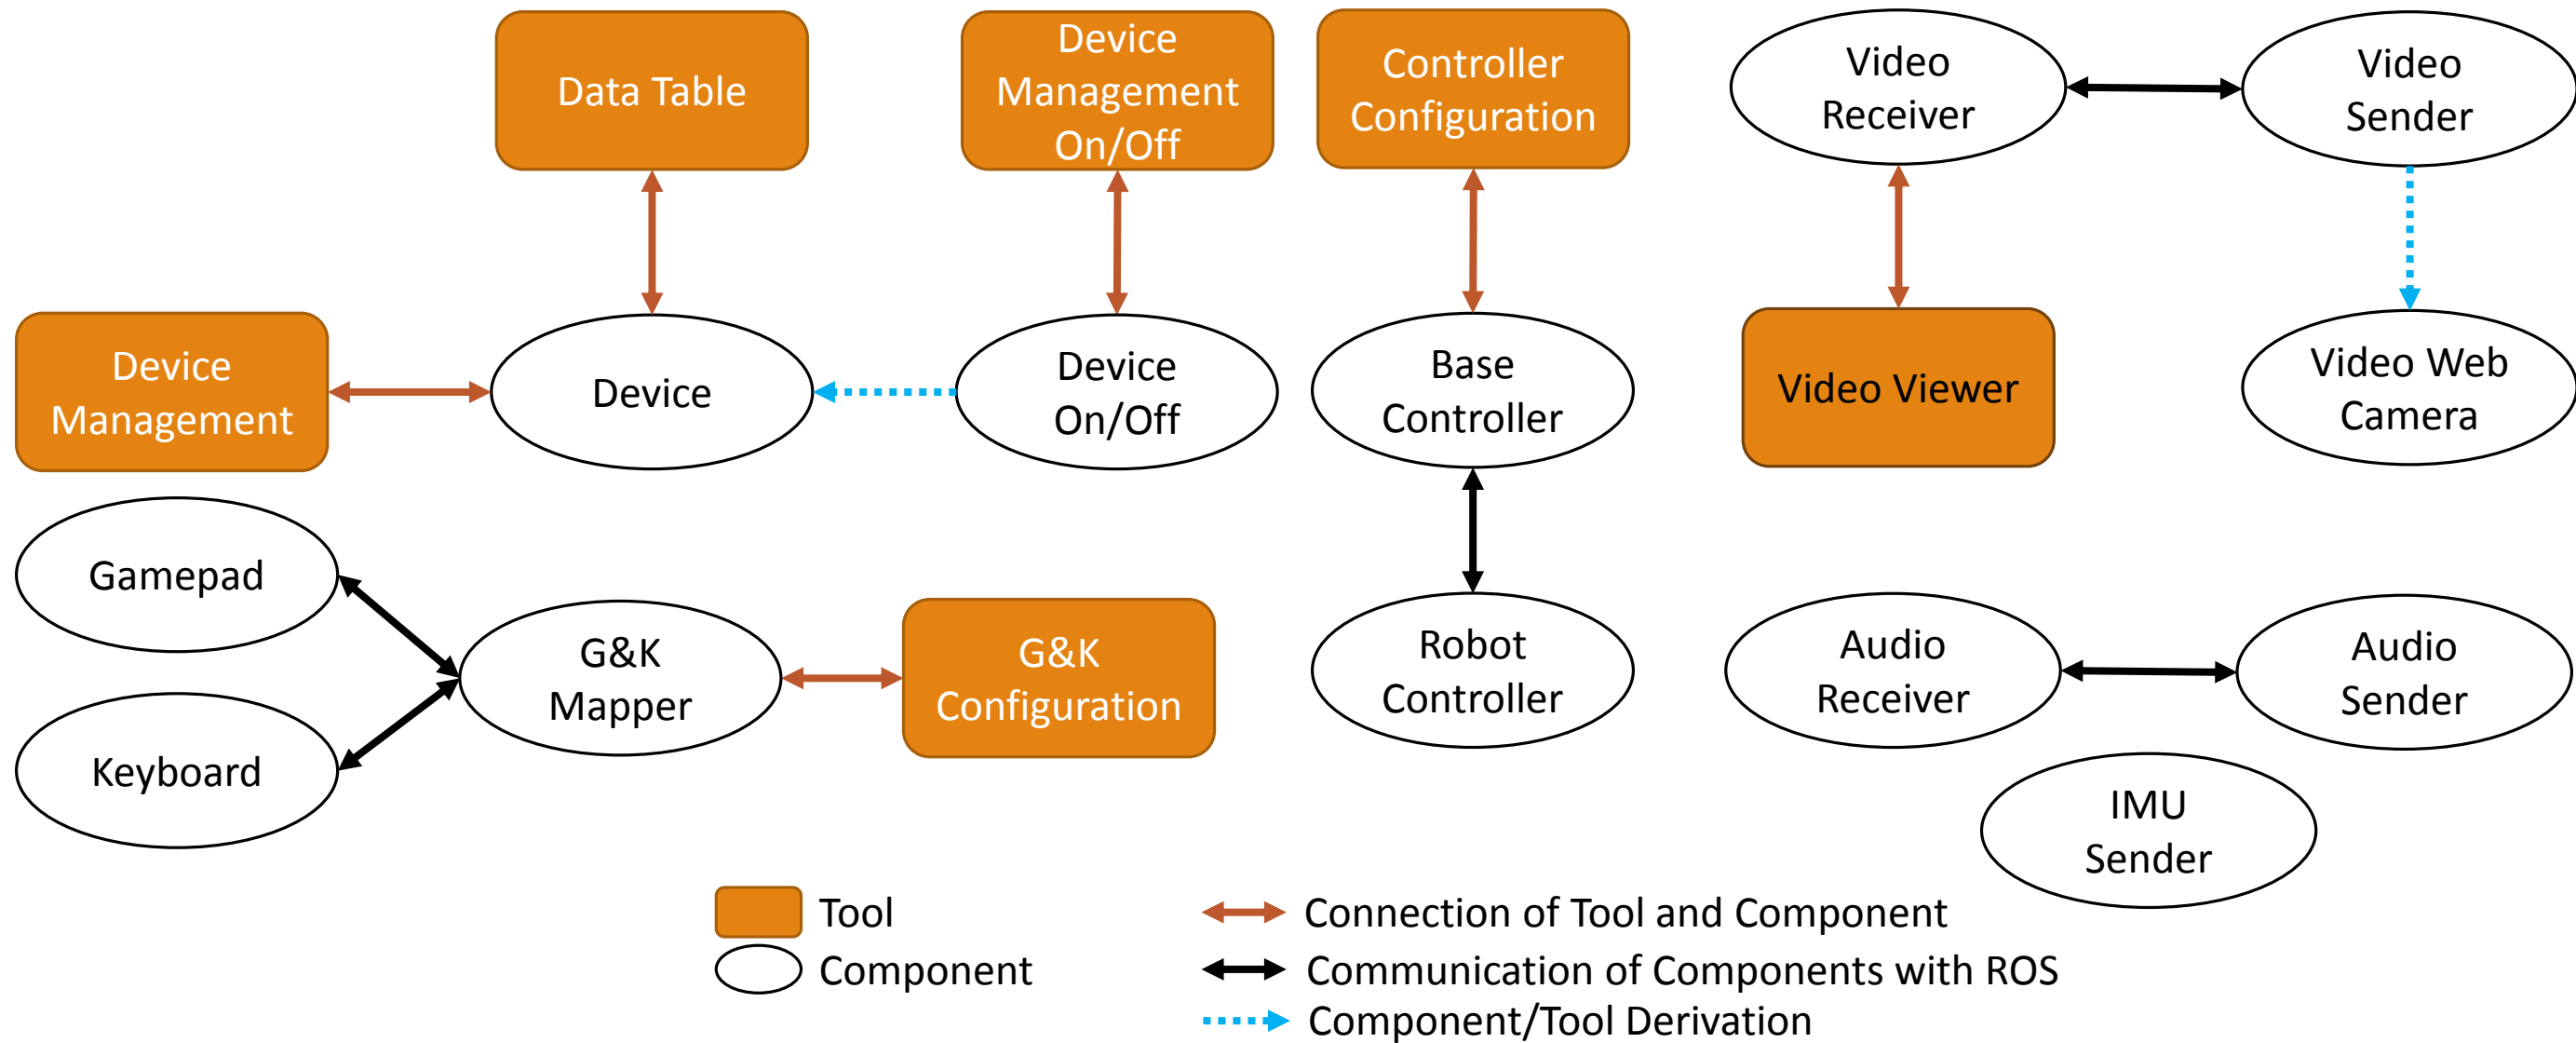 Data Table
Device
Management
On/Off
Controller
Configuration
Video
Receiver
Video
Sender
Device
Management
Device
Device
On/Off
Base
Controller
Video Viewer
Video Web
Camera
Gamepad
Keyboard
G&K
Mapper
G&K
Configuration
Robot
Controller
Audio
Receiver
Audio
Sender
IMU
Sender
Tool
Component
Connection of Tool and Component
Communication of Components with ROS
Component/Tool Derivation